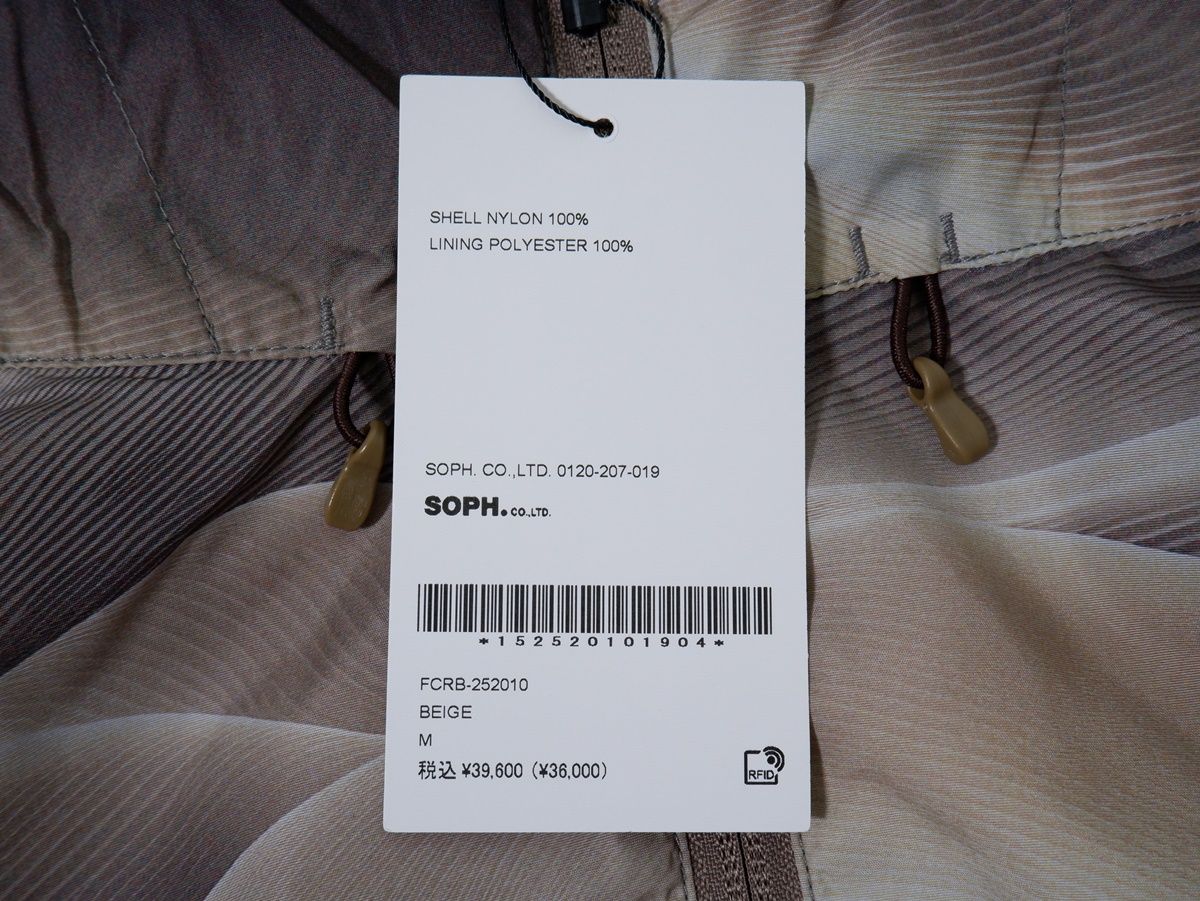 SHELL NYLON 100%
LINING POLYESTER 100%
SOPH. CO.,LTD. 0120-207-019
SOPH. CO.,LTD.
*152520101904*
FCRB-252010
BEIGE
M
税込 ¥39,600 (¥36,000)
RFID